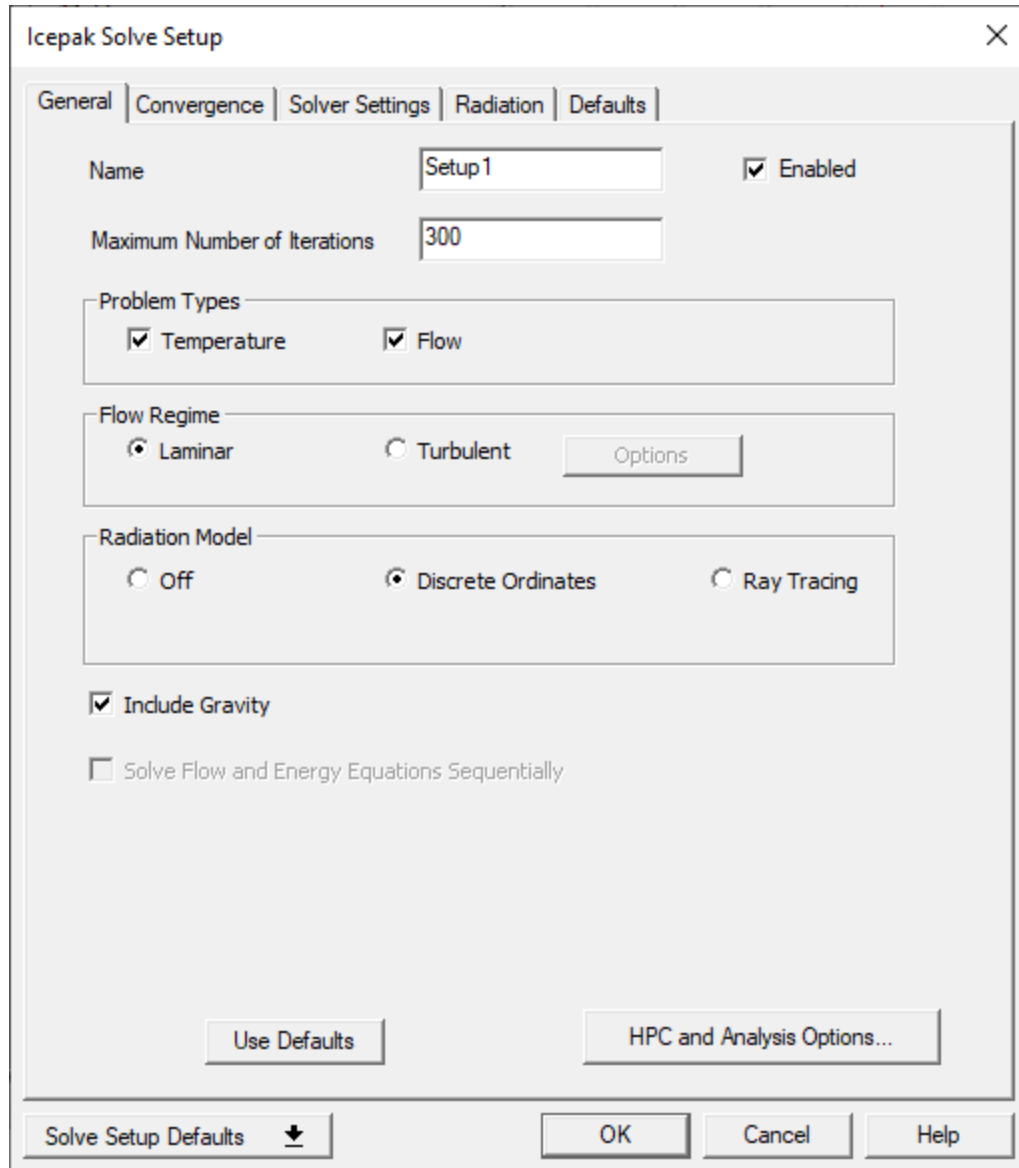 Icepak Solve Setup
General Convergence Solver Settings Radiation Defaults
Name Setup1 Enabled
Maximum Number of Iterations 300
Problem Types
Temperature Flow
Flow Regime
Laminar Turbulent Options
Radiation Model
Off Discrete Ordinates Ray Tracing
Include Gravity
Solve Flow and Energy Equations Sequentially
Use Defaults HPC and Analysis Options...
Solve Setup Defaults OK Cancel Help